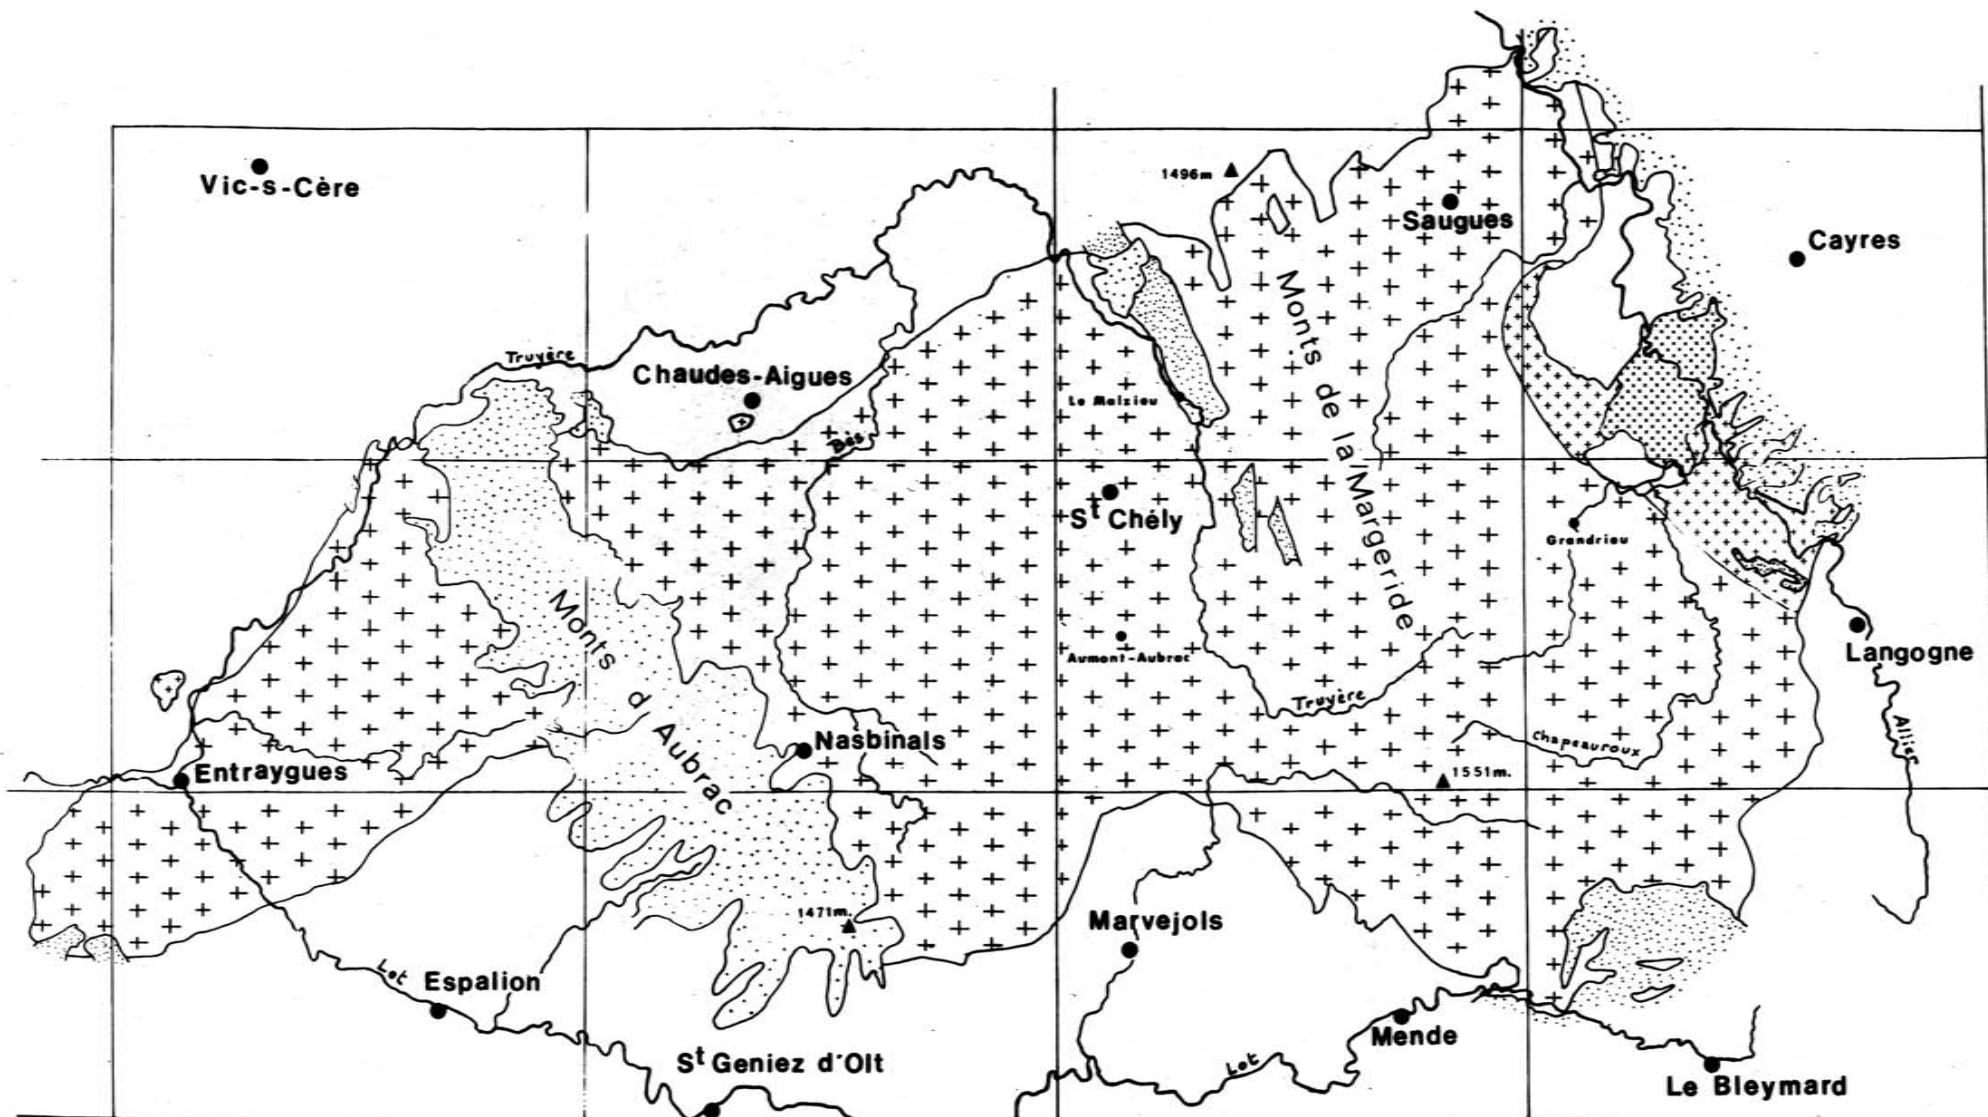 Vic-s-Cère
1496m
Saugues
Cayres
Truyère
Chaudes-Aigues
Le Malzieu
Bès
Monts de la Margeride
St Chély
Grandrieu
Monts d'Aubrac
Aumont-Aubrac
Langogne
Truyère
Nasbinals
Chapeauroux
Allier
Entraygues
1551m.
1471m.
Marvejols
Lot
Espalion
Mende
St Geniez d'Olt
Lot
Le Bleymard